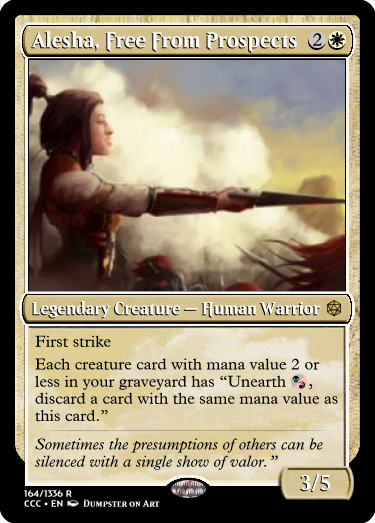 Alesha, Free From Prospects 2
Legendary Creature — Human Warrior
First strike
Each creature card with mana value 2 or
less in your graveyard has “Unearth ,
discard a card with the same mana value as
this card.”
Sometimes the presumptions of others can be
silenced with a single show of valor.”
3/5
164/1336 R
CCC • EN Dumpster on Art